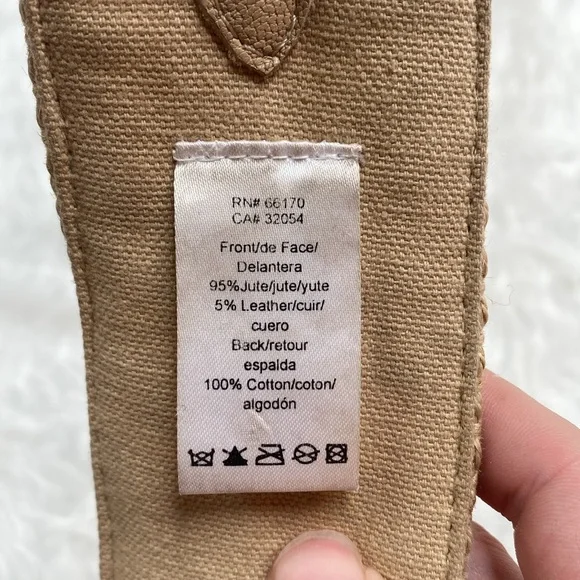 RN# 66170
CA# 32054
Front/de Face/
Delantera
95%Jute/jute/yute
5% Leather/cuir/
cuero
Back/retour
espalda
100% Cotton/coton/
algodón